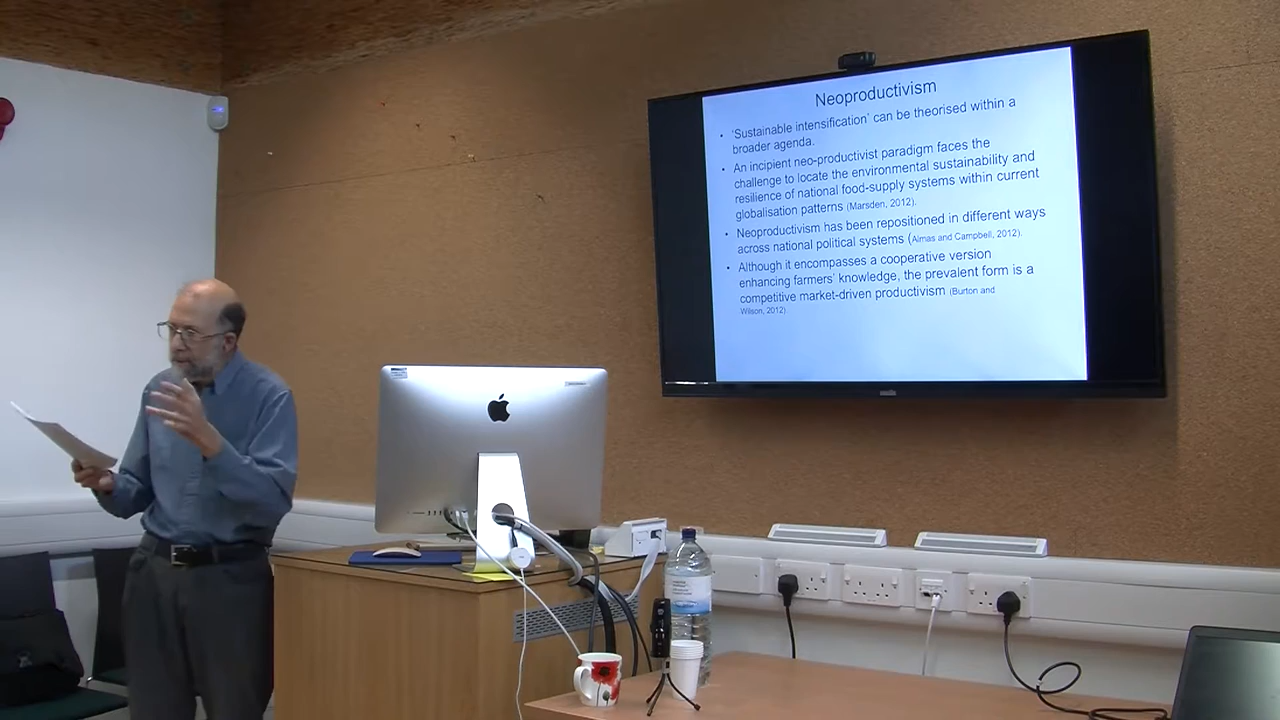 Neoproductivism
• 'Sustainable intensification' can be theorised within a
broader agenda.
• An incipient neo-productivist paradigm faces the
challenge to locate the environmental sustainability and
resilience of national food-supply systems within current
globalisation patterns (Marsden, 2012).
• Neoproductivism has been repositioned in different ways
across national political systems (Almas and Campbell, 2012).
• Although it encompasses a cooperative version
enhancing farmers' knowledge, the prevalent form is a
competitive market-driven productivism (Burton and
Wilson, 2012)